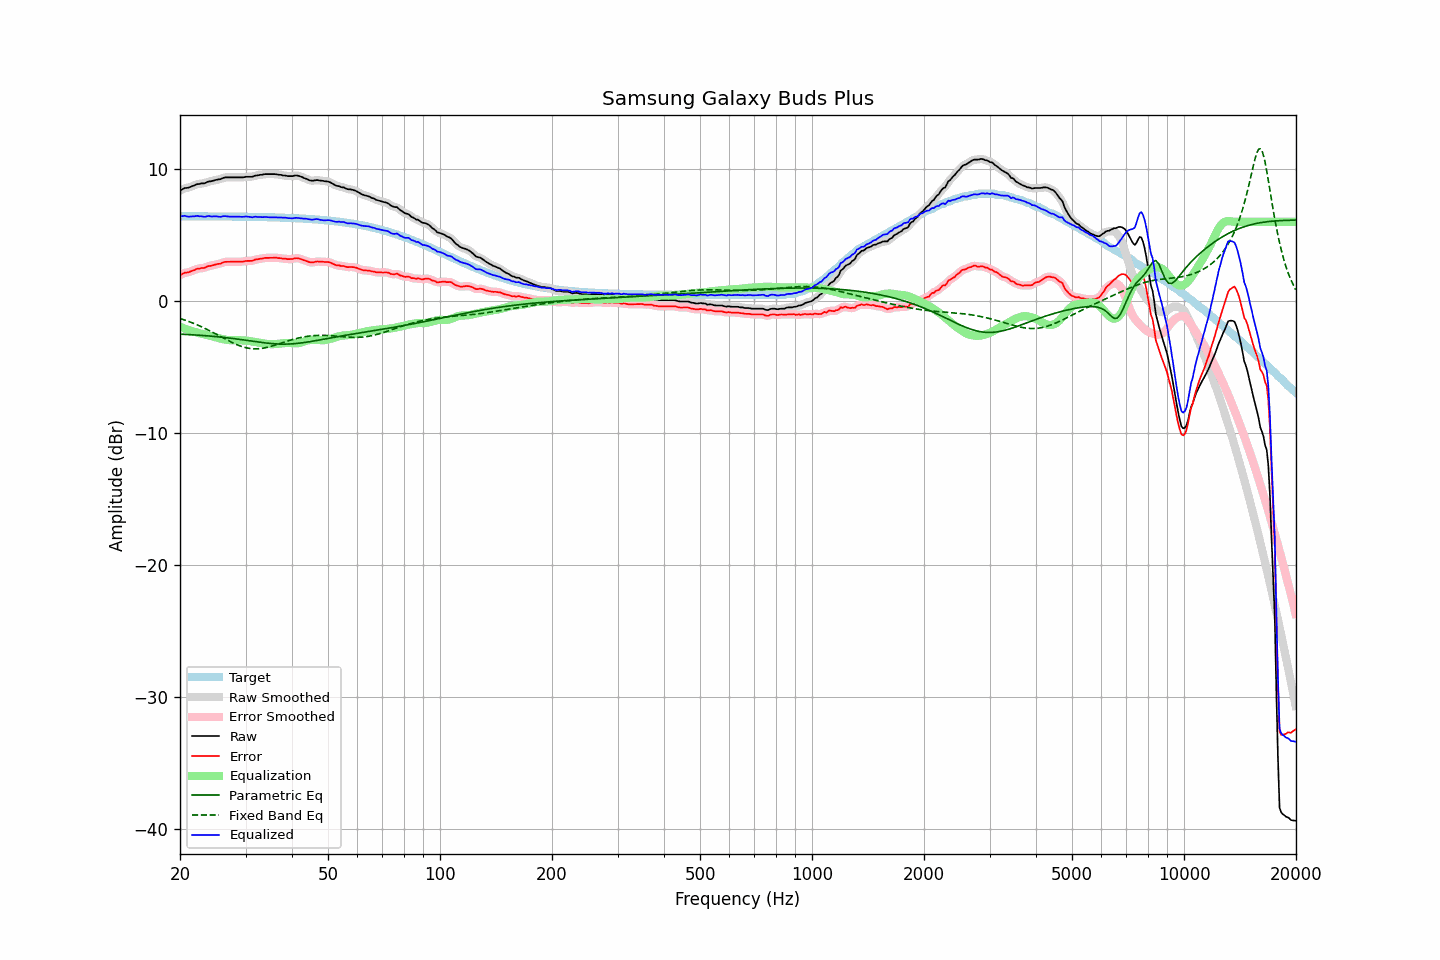 Samsung Galaxy Buds Plus
Amplitude (dBr)
10
0
−10
−20
−30
−40
Target
Raw Smoothed
Error Smoothed
Raw
Error
Equalization
Parametric Eq
Fixed Band Eq
Equalized
20 50 100 200 500 1000 2000 5000 10000 20000
Frequency (Hz)